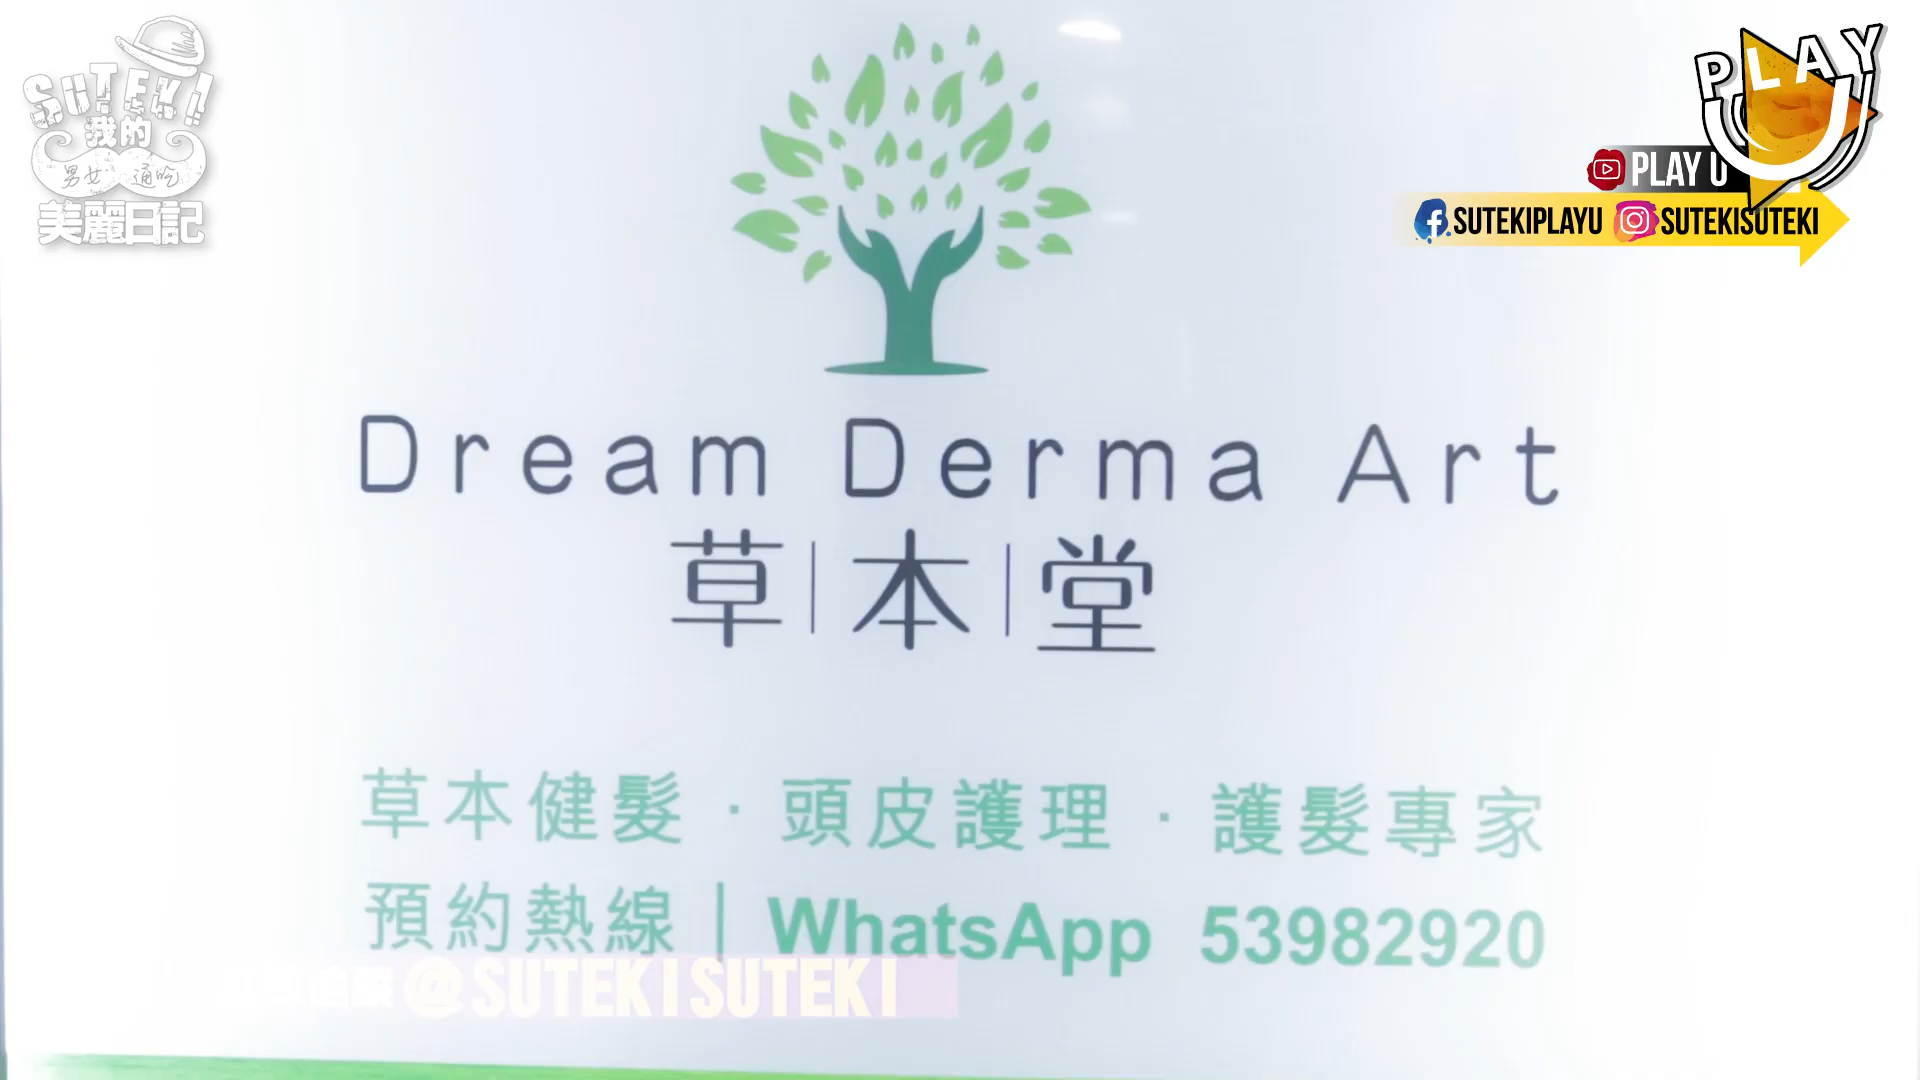 SUTEKI!
我的
男女 通吃
美麗日記
PLAY U
PLAY U
SUTEKIPLAYU SUTEKISUTEKI
Dream Derma Art
草|本|堂
草本健髮·頭皮護理·護髮專家
預約熱線|WhatsApp 53982920
@SUTEKISUTEKI